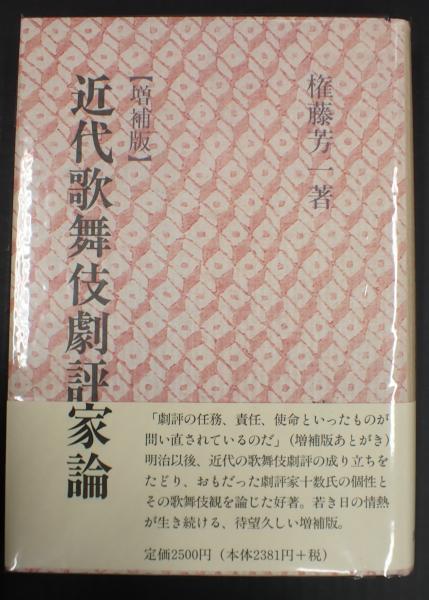 権藤芳一著
【増補版】
近代歌舞伎劇評家論
「劇評の任務、責任、使命といったものが
問い直されているのだ」（増補版あとがき）
明治以後、近代の歌舞伎劇評の成り立ちを
たどり、おもだった劇評家十数氏の個性と
その歌舞伎観を論じた好著。若き日の情熱
が生き続ける、待望久しい増補版。
定価2500円（本体2381円＋税）